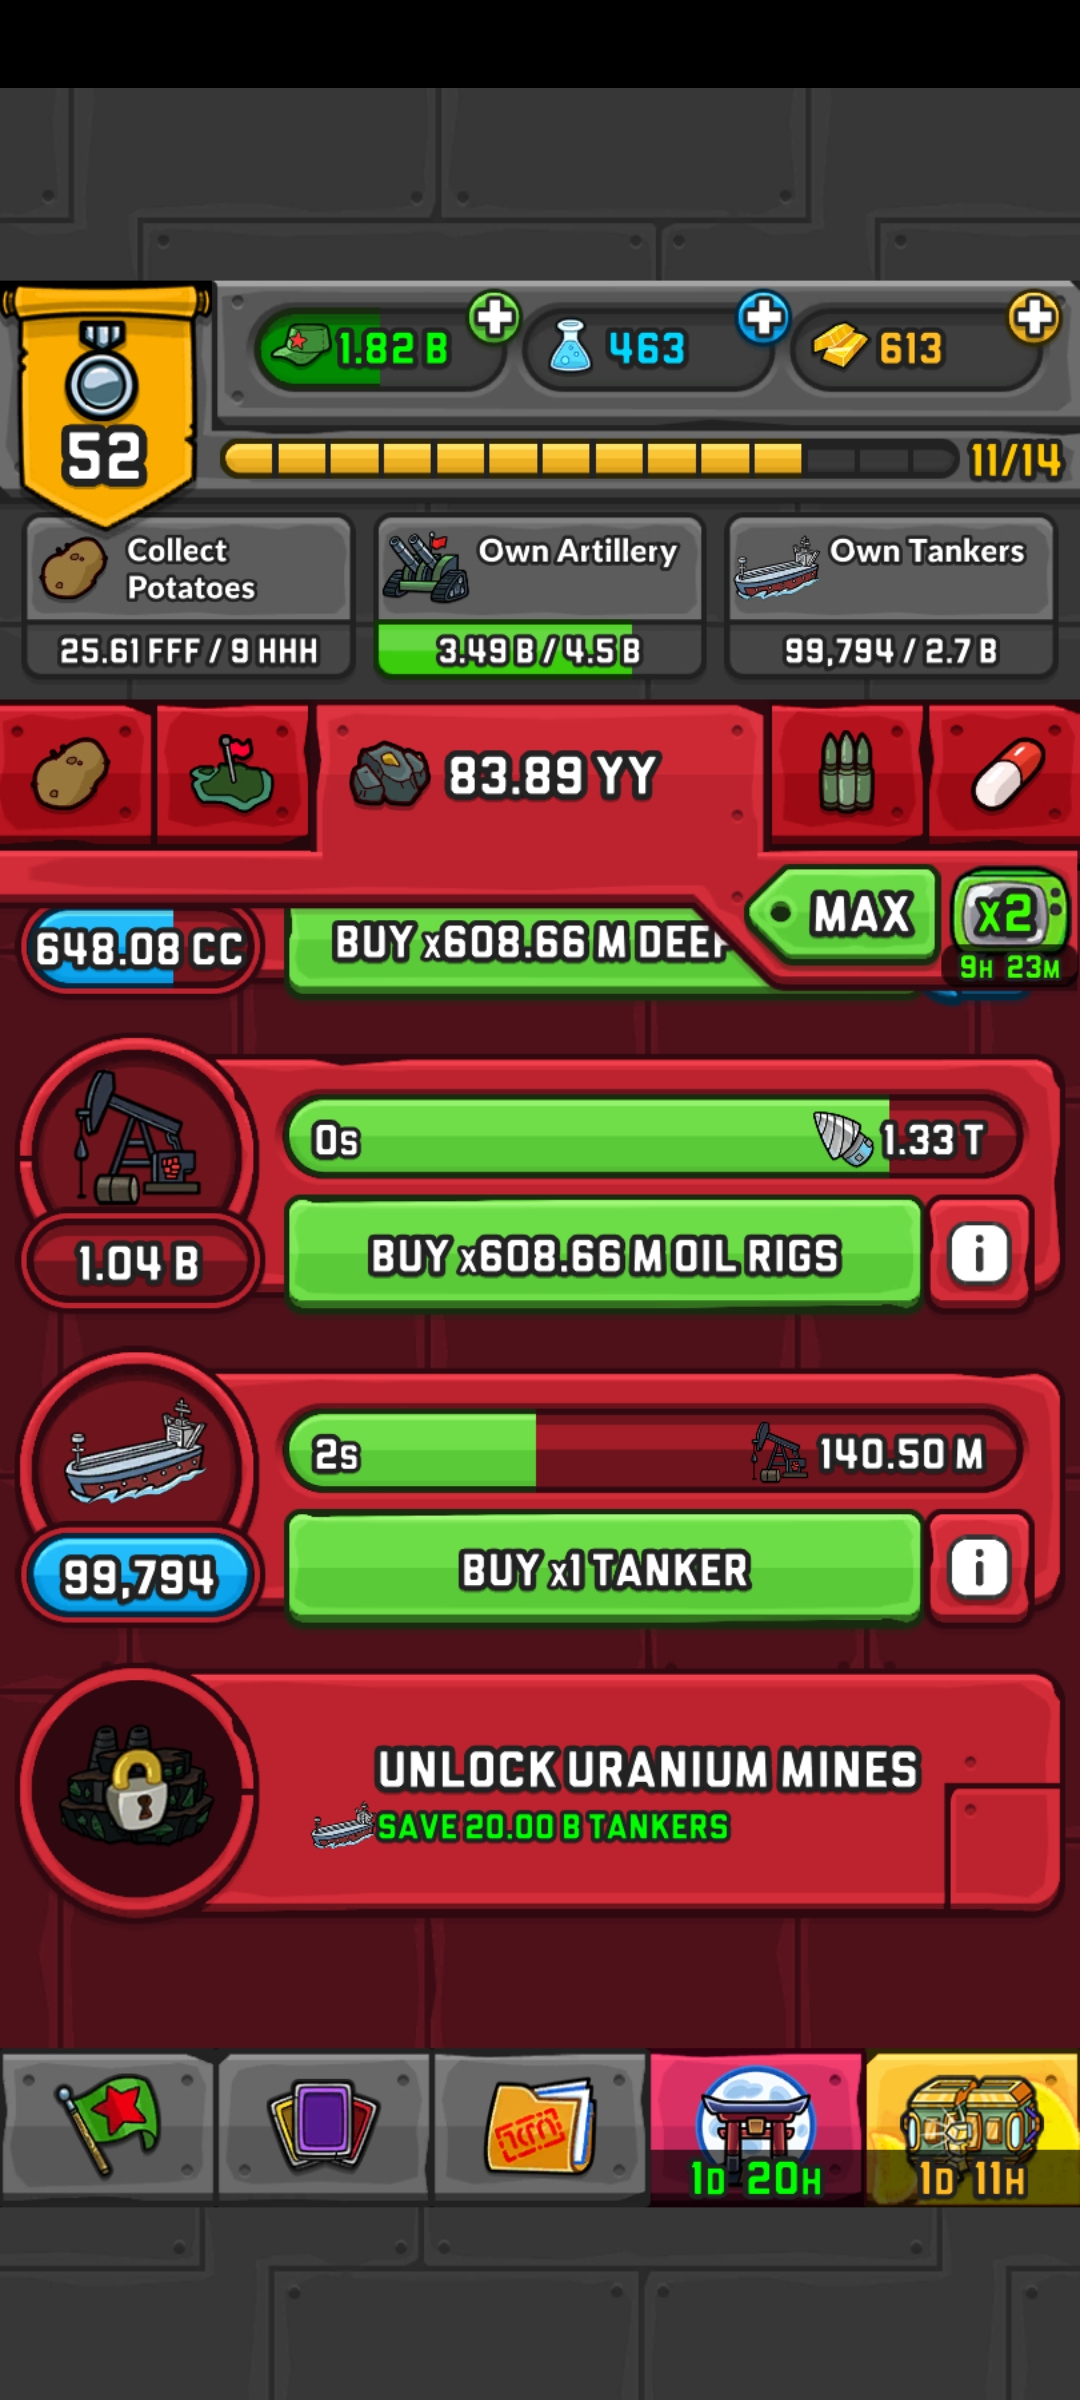 1.82 B
463
613
52
11/14
Collect
Potatoes
25.61 FFF / 9 HHH
Own Artillery
3.49 B / 4.5 B
Own Tankers
99,794 / 2.7 B
83.89 YY
MAX
x2
9H 23M
648.08 CC
BUY x608.66 M DEEP
0s
1.33 T
1.04 B
BUY x608.66 M OIL RIGS
i
2s
140.50 M
99,794
BUY x1 TANKER
i
UNLOCK URANIUM MINES
SAVE 20.00 B TANKERS
1D 20H
1D 11H